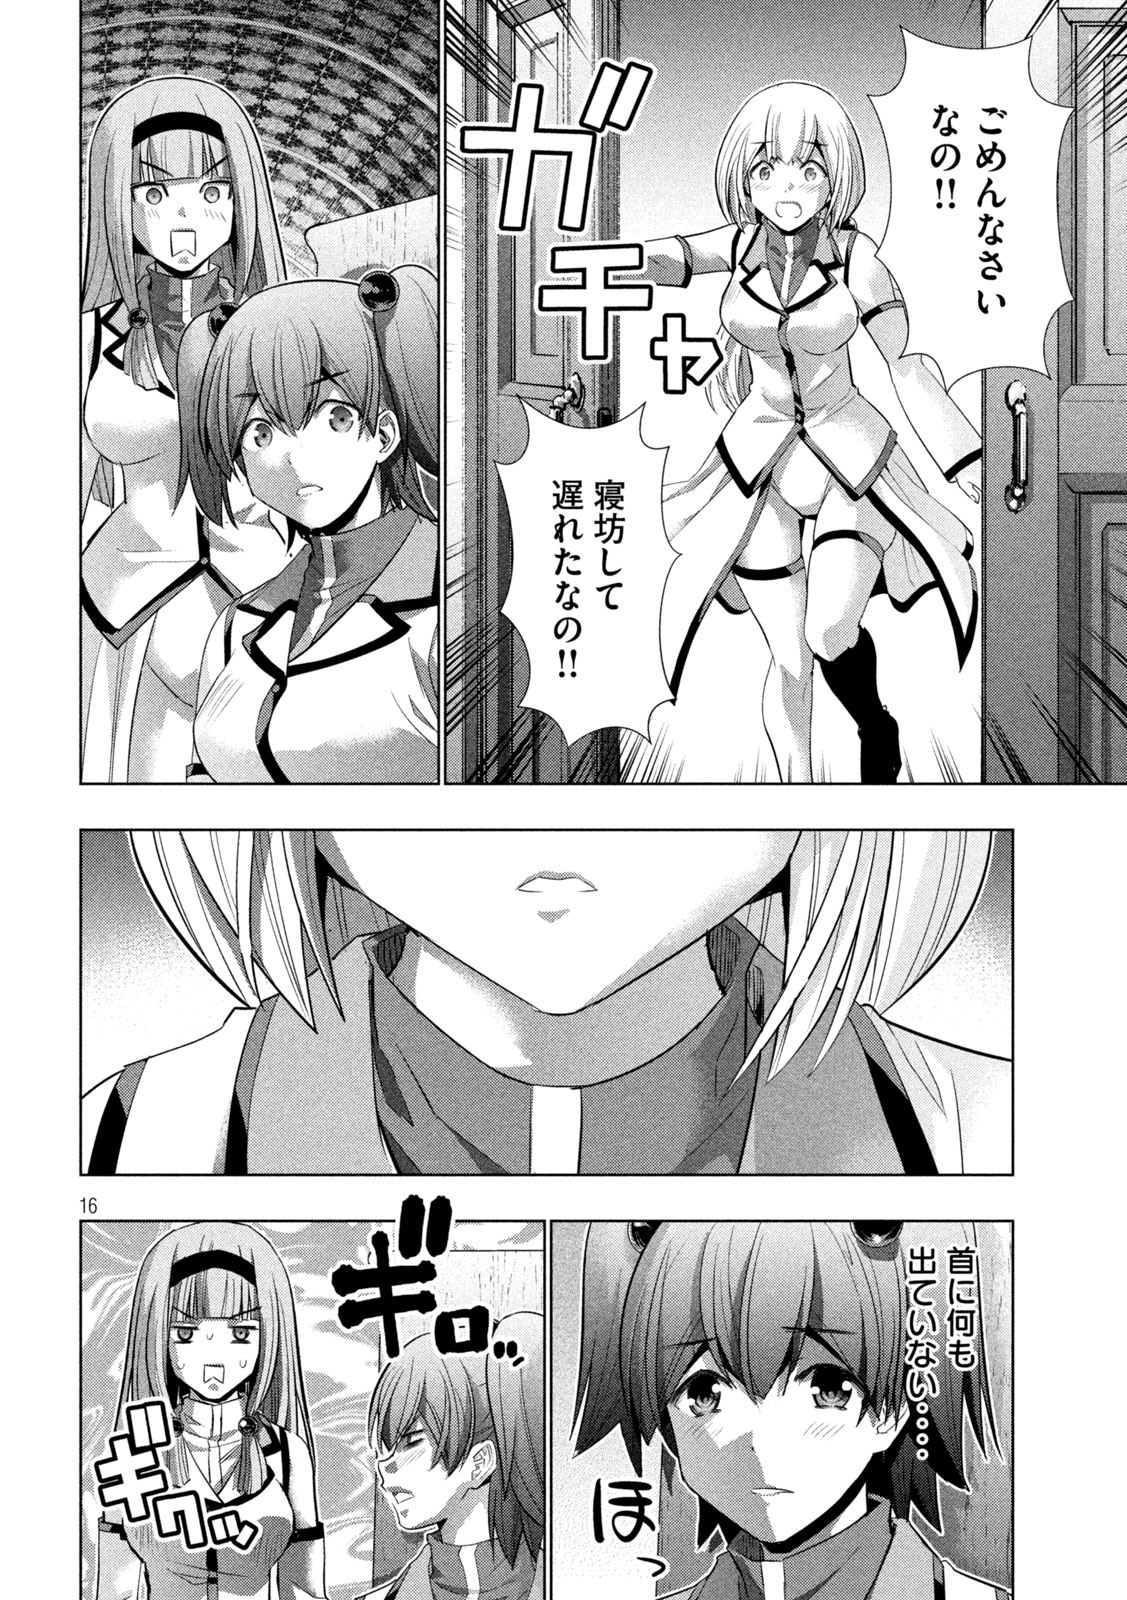 ごめんなさい
なの!!
ガチャ
寝坊して
遅れたなの!!
首に何も
出ていない……
ほっ
ギロッ
ギクッ
16